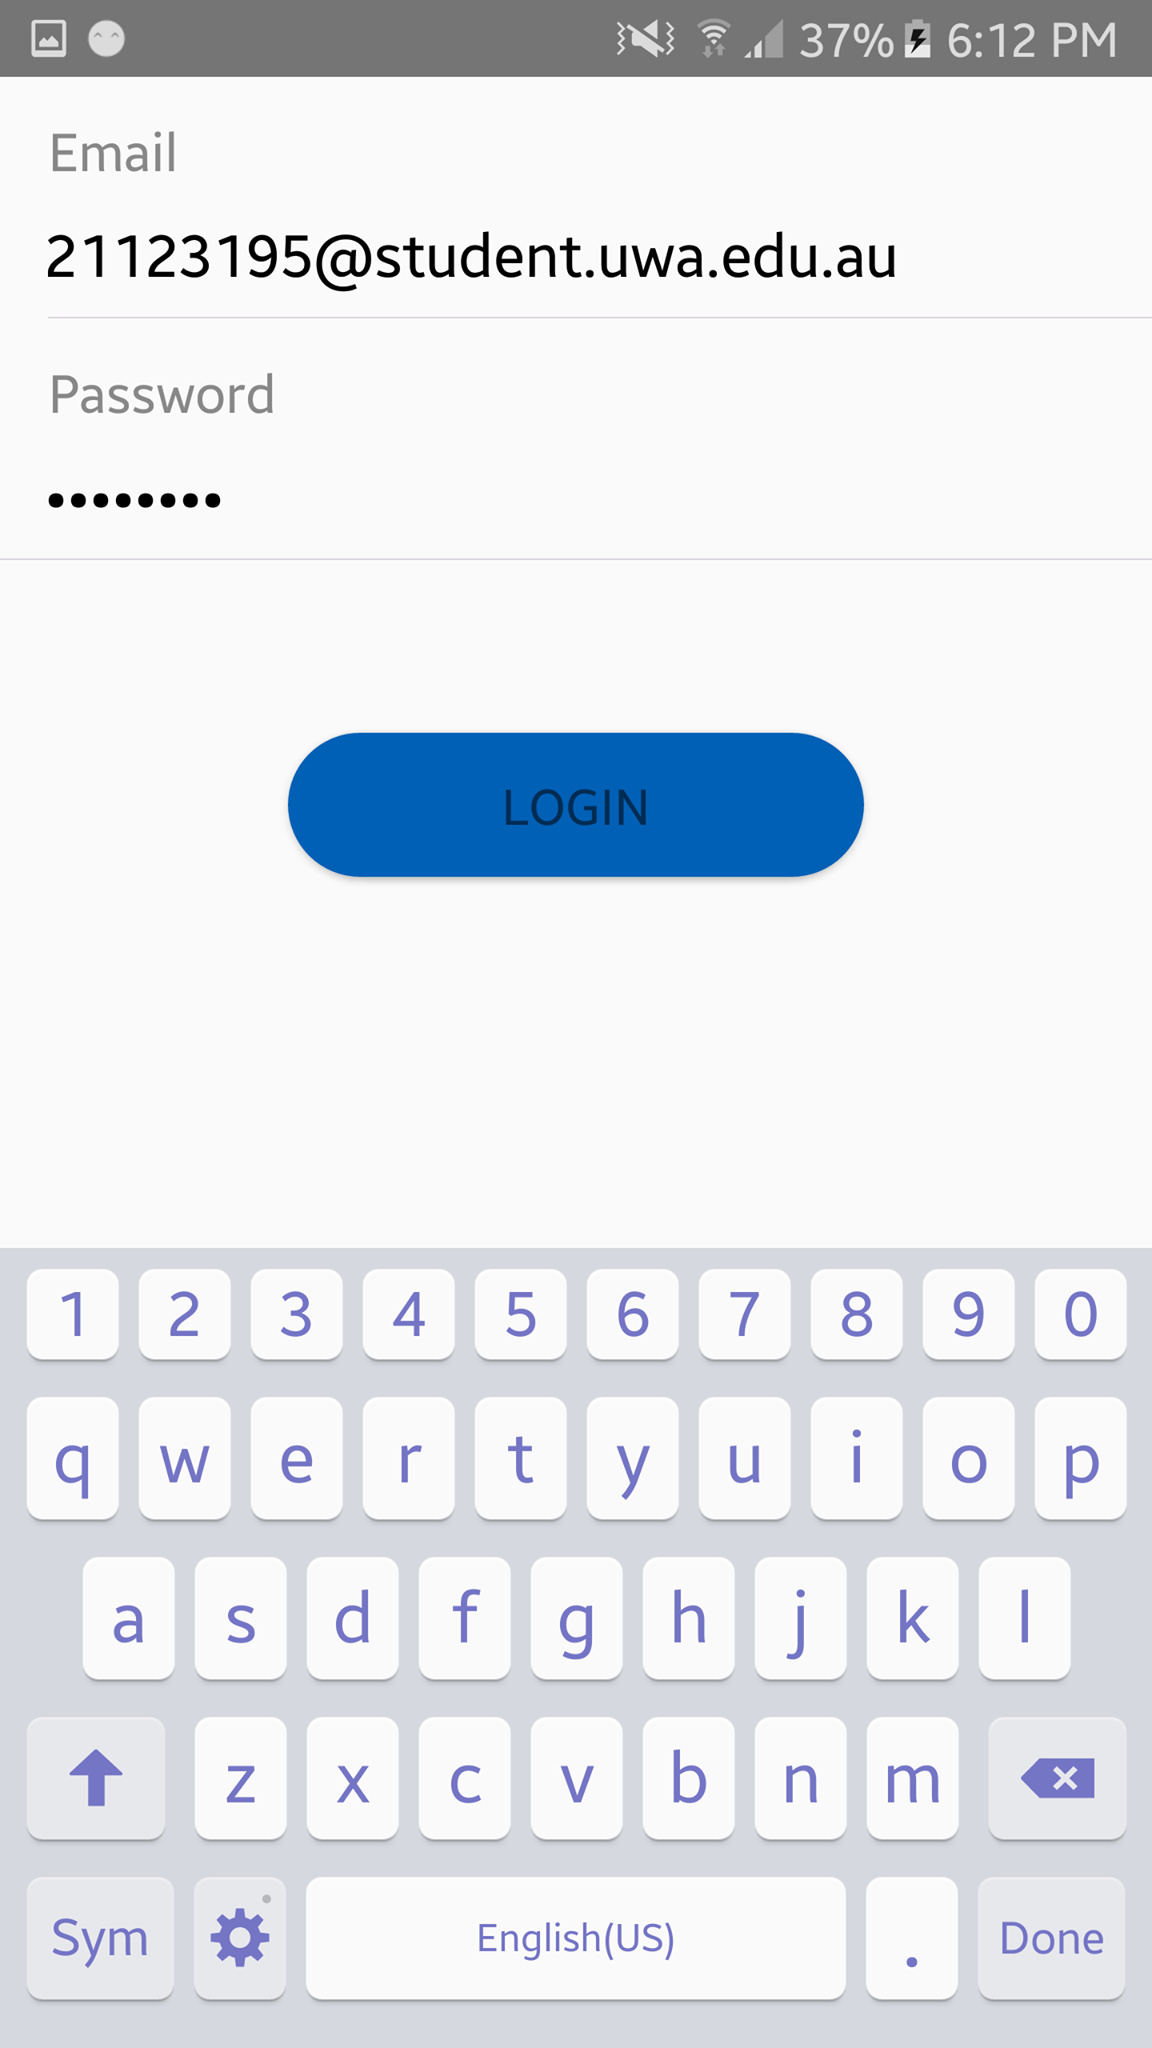 37% 6:12 PM
Email
21123195@student.uwa.edu.au
Password
••••••••
LOGIN
1 2 3 4 5 6 7 8 9 0
q w e r t y u i o p
a s d f g h j k l
z x c v b n m
Sym English(US) . Done